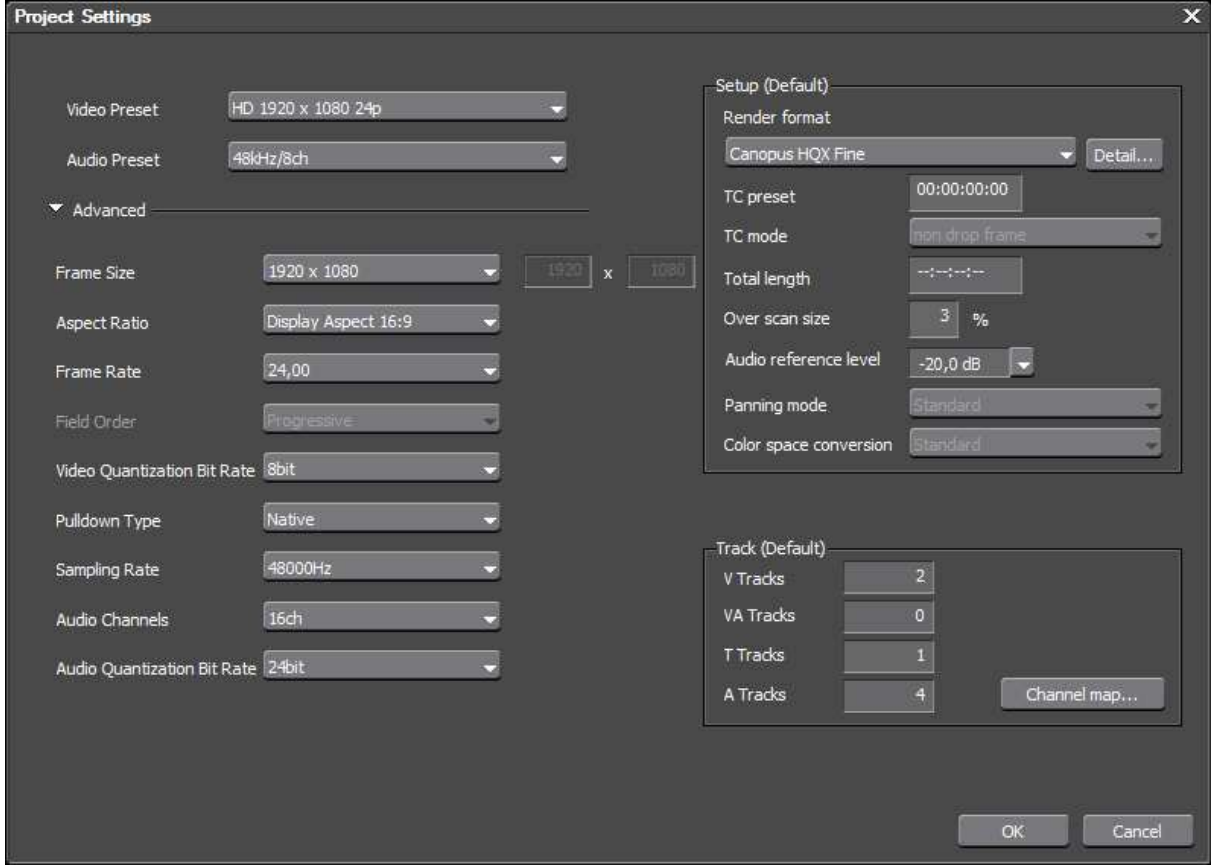 Project Settings
Video Preset HD 1920 x 1080 24p
Audio Preset 48kHz/8ch
Advanced
Frame Size 1920 x 1080 1920 x 1080
Aspect Ratio Display Aspect 16:9
Frame Rate 24,00
Field Order Progressive
Video Quantization Bit Rate 8bit
Pulldown Type Native
Sampling Rate 48000Hz
Audio Channels 16ch
Audio Quantization Bit Rate 24bit
Setup (Default)
Render format
Canopus HQX Fine Detail...
TC preset 00:00:00:00
TC mode non drop frame
Total length --:--:--:--
Over scan size 3 %
Audio reference level -20,0 dB
Panning mode Standard
Color space conversion Standard
Track (Default)
V Tracks 2
VA Tracks 0
T Tracks 1
A Tracks 4 Channel map...
OK Cancel